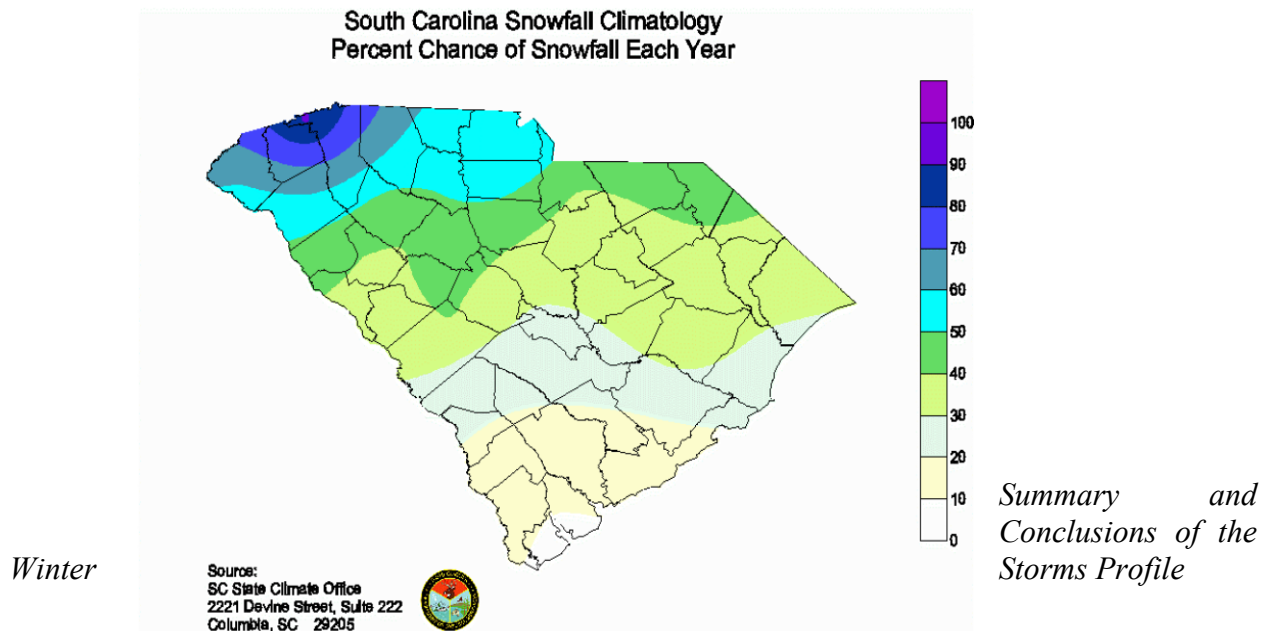 South Carolina Snowfall Climatology
Percent Chance of Snowfall Each Year
100
90
80
70
60
50
40
30
20
10
0
Summary and
Conclusions of the
Winter
Storms Profile
Source:
SC State Climate Office
2221 Devine Street, Suite 222
Columbia, SC 29205